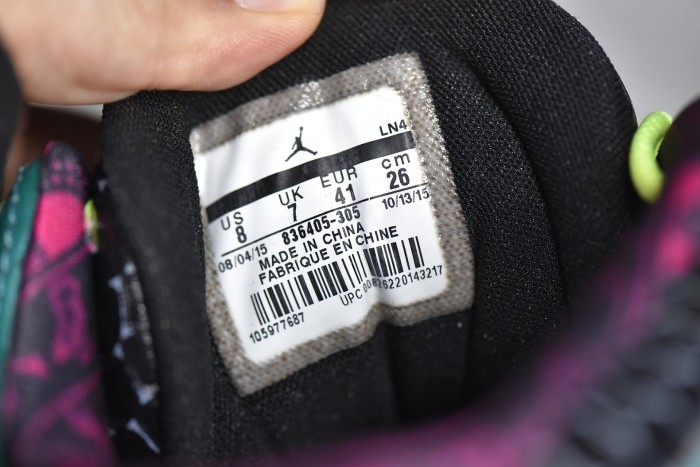 LN4
US UK EUR cm
8 7 41 26
08/04/15 836405-305 10/13/15
MADE IN CHINA
FABRIQUE EN CHINE
105977687 UPC 00826220143217